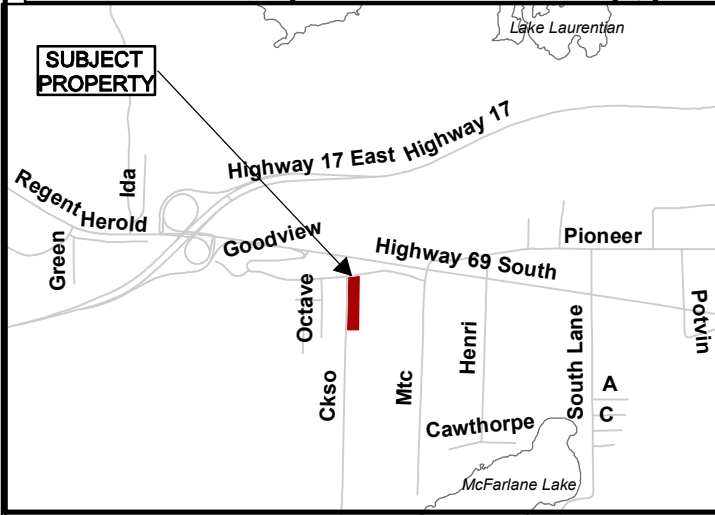 Lake Laurentian
SUBJECT
PROPERTY
Highway 17
Highway 17 East
Ida
Regent
Herold
Goodview
Pioneer
Green
Highway 69 South
Octave
Potvin
Henri
South Lane
Ckso
Mtc
A
C
Cawthorpe
McFarlane Lake